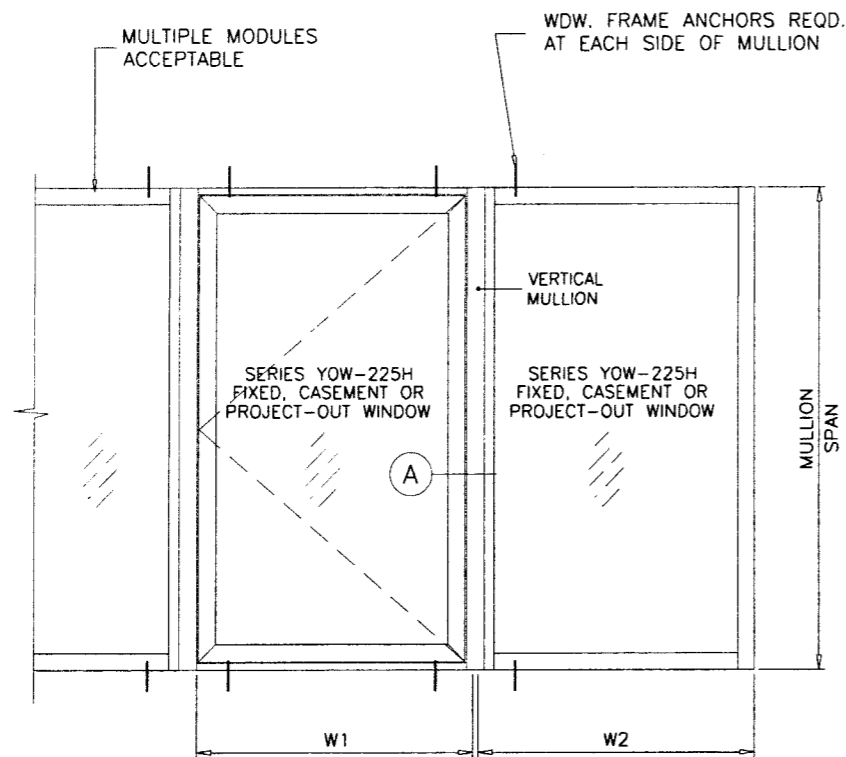 MULTIPLE MODULES
ACCEPTABLE
WDW. FRAME ANCHORS REQD.
AT EACH SIDE OF MULLION
VERTICAL
MULLION
SERIES YOW-225H
FIXED, CASEMENT OR
PROJECT-OUT WINDOW
SERIES YOW-225H
FIXED, CASEMENT OR
PROJECT-OUT WINDOW
A
MULLION
SPAN
W1
W2